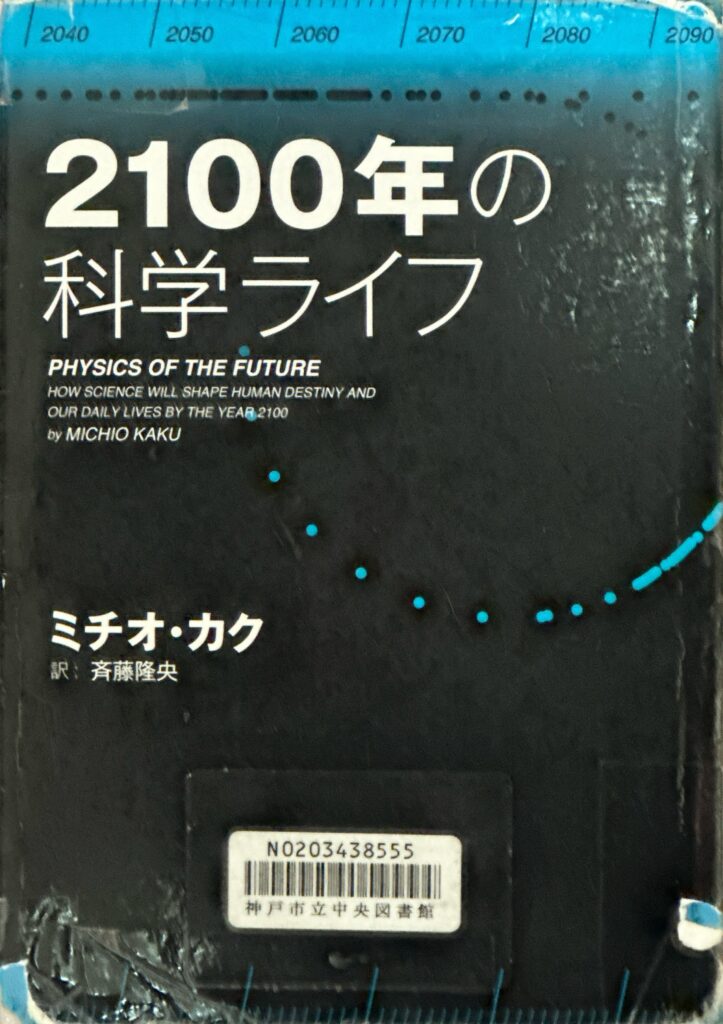 2040 2050 2060 2070 2080 2090
2100年の
科学ライフ
PHYSICS OF THE FUTURE
HOW SCIENCE WILL SHAPE HUMAN DESTINY AND
OUR DAILY LIVES BY THE YEAR 2100
by MICHIO KAKU
ミチオ・カク
訳: 斉藤隆央
N0203438555
神戸市立中央図書館